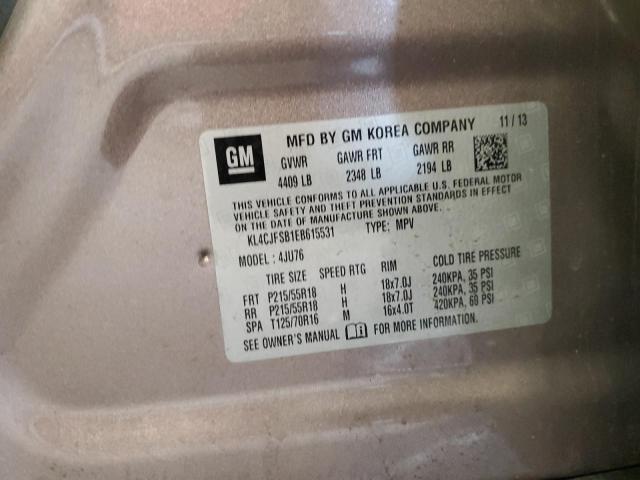 GM
MFD BY GM KOREA COMPANY 11 / 13
GVWR GAWR FRT GAWR RR
4409 LB 2348 LB 2194 LB
THIS VEHICLE CONFORMS TO ALL APPLICABLE U.S. FEDERAL MOTOR
VEHICLE SAFETY AND THEFT PREVENTION STANDARDS IN EFFECT
ON THE DATE OF MANUFACTURE SHOWN ABOVE.
KL4CJFSB1EB615531 TYPE: MPV
MODEL : 4JU76
TIRE SIZE SPEED RTG RIM COLD TIRE PRESSURE
FRT P215/55R18 H 18x7.0J 240KPA, 35 PSI
RR P215/55R18 H 18x7.0J 240KPA, 35 PSI
SPA T125/70R16 M 16x4.0T 420KPA, 60 PSI
SEE OWNER'S MANUAL FOR MORE INFORMATION.